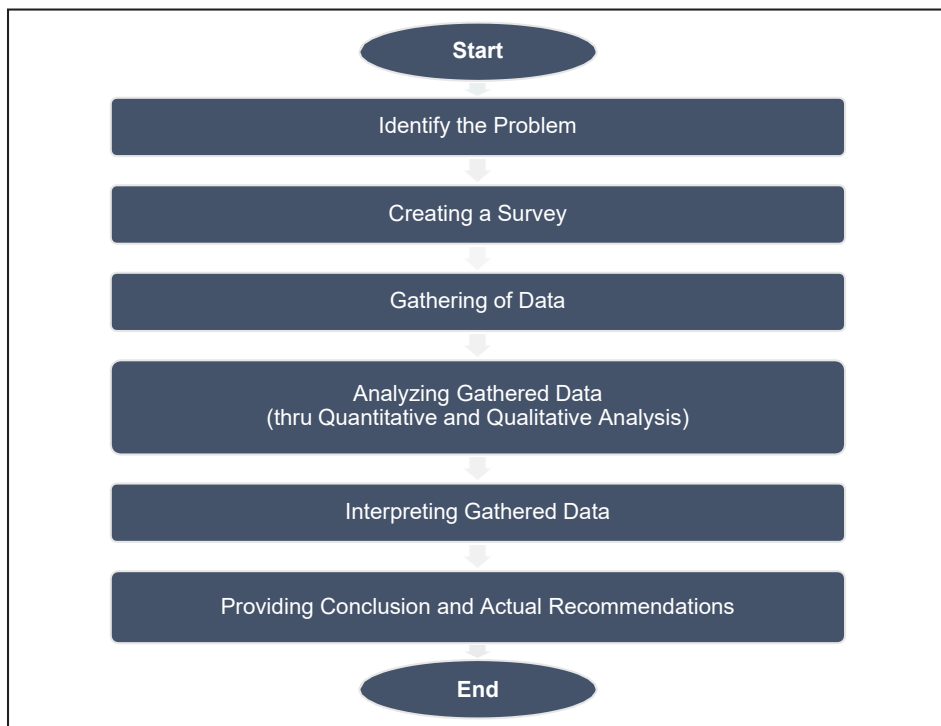 Start
Identify the Problem
Creating a Survey
Gathering of Data
Analyzing Gathered Data
(thru Quantitative and Qualitative Analysis)
Interpreting Gathered Data
Providing Conclusion and Actual Recommendations
End